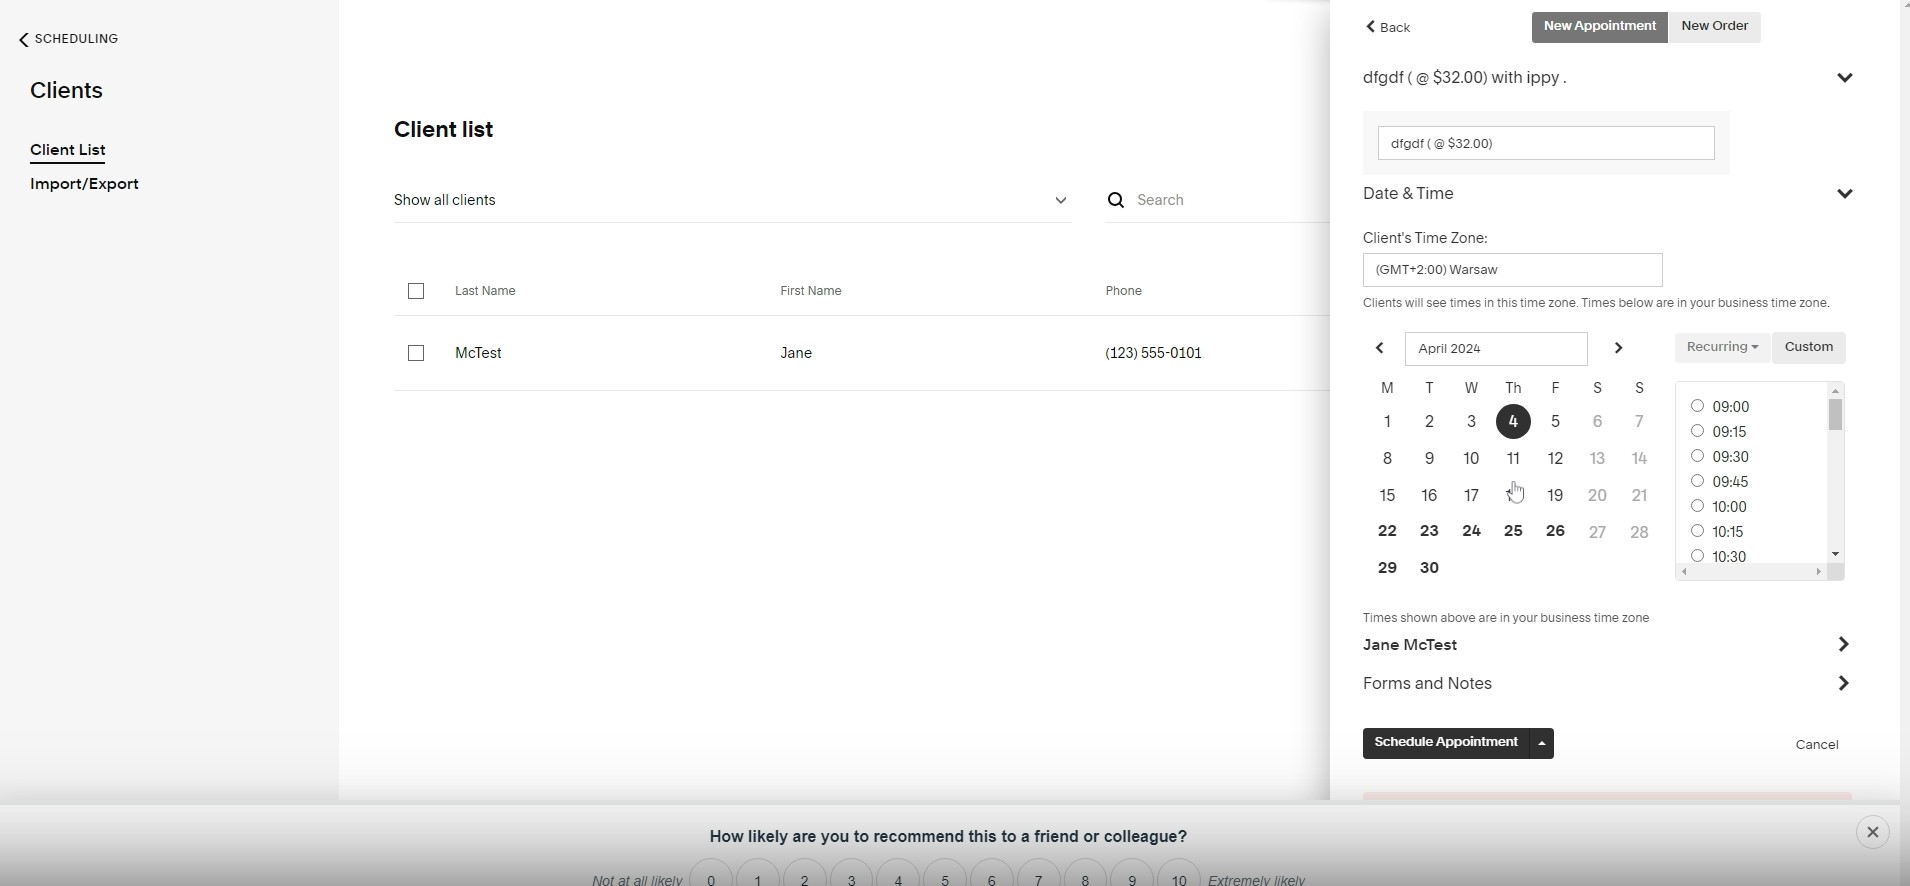 SCHEDULING
Clients
Client List
Import/Export
Client list
Show all clients
Search
Last Name First Name Phone
McTest Jane (123) 555-0101
Back
New Appointment New Order
dfgdf ( @ $32.00) with ippy .
dfgdf ( @ $32.00)
Date & Time
Client's Time Zone:
(GMT+2:00) Warsaw
Clients will see times in this time zone. Times below are in your business time zone.
April 2024
Recurring Custom
M T W Th F S S
1 2 3 4 5 6 7
8 9 10 11 12 13 14
15 16 17 19 20 21
22 23 24 25 26 27 28
29 30
09:00
09:15
09:30
09:45
10:00
10:15
10:30
Times shown above are in your business time zone
Jane McTest
Forms and Notes
Schedule Appointment Cancel
How likely are you to recommend this to a friend or colleague?
Not at all likely 0 1 2 3 4 5 6 7 8 9 10 Extremely likely